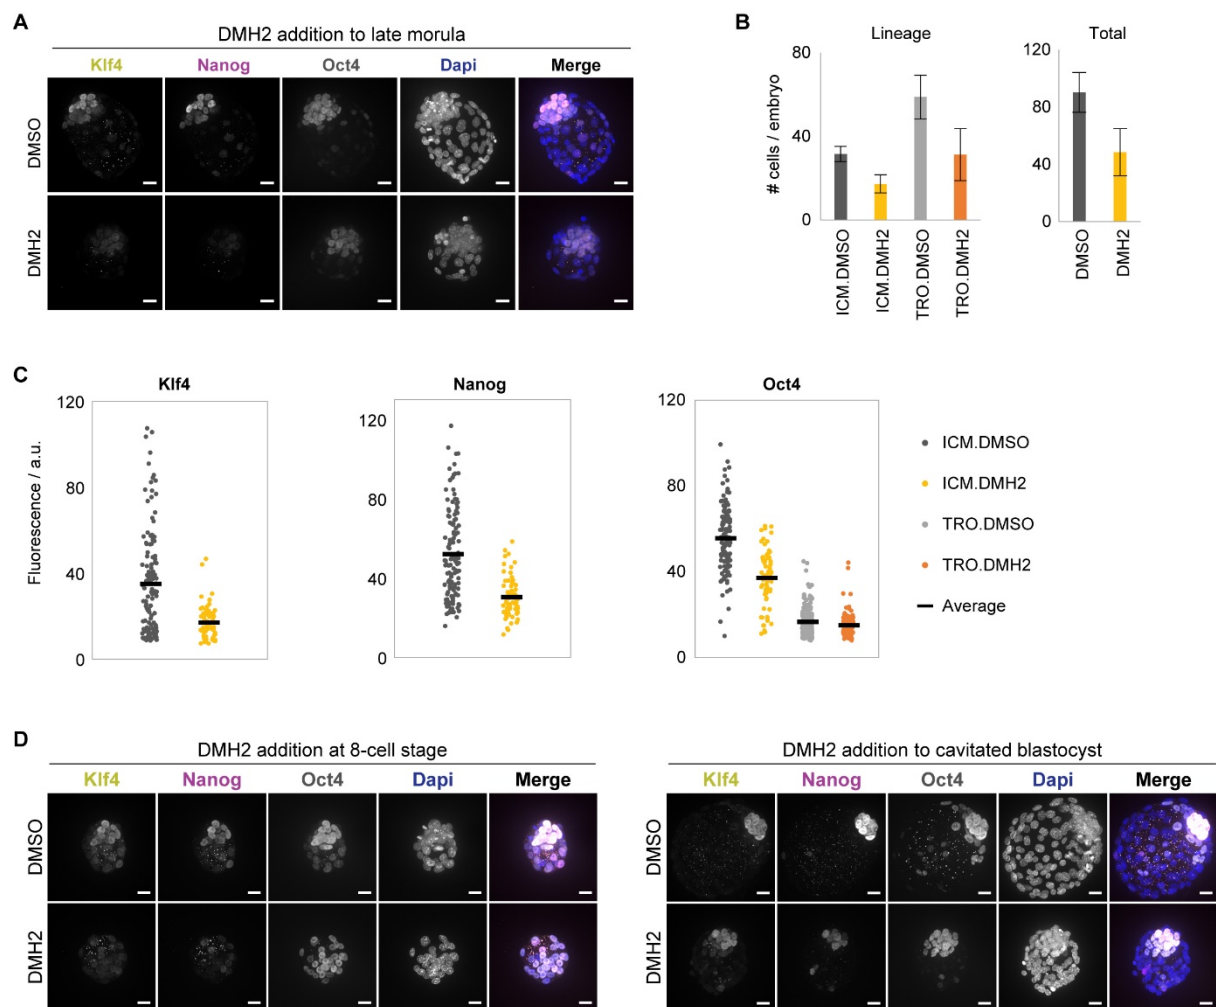 A
DMH2 addition to late morula
Klf4 Nanog Oct4 Dapi Merge
DMSO
DMH2
B
Lineage
# cells / embryo
80
40
0
ICM.DMSO
ICM.DMH2
TRO.DMSO
TRO.DMH2
Total
120
80
40
0
DMSO
DMH2
C
Klf4
Fluorescence / a.u.
120
80
40
0
Nanog
120
80
40
0
Oct4
120
80
40
0
ICM.DMSO
ICM.DMH2
TRO.DMSO
TRO.DMH2
Average
D
DMH2 addition at 8-cell stage
Klf4 Nanog Oct4 Dapi Merge
DMSO
DMH2
DMH2 addition to cavitated blastocyst
Klf4 Nanog Oct4 Dapi Merge
DMSO
DMH2